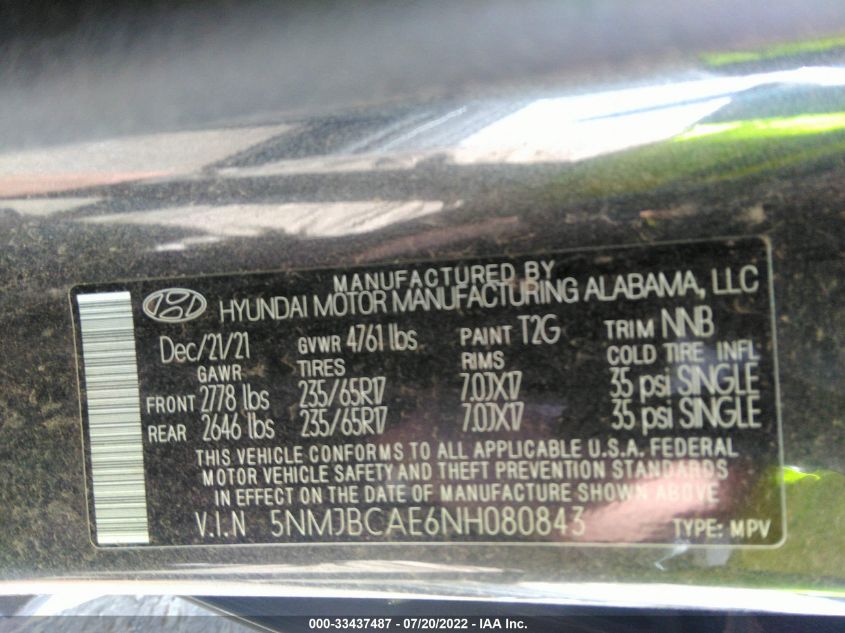 MANUFACTURED BY
HYUNDAI MOTOR MANUFACTURING ALABAMA, LLC
Dec/21/21 GVWR 4761 lbs PAINT T2G TRIM NNB
GAWR TIRES RIMS COLD TIRE INFL
FRONT 2778 lbs 235/65R17 7.0JX17 35 psi SINGLE
REAR 2646 lbs 235/65R17 7.0JX17 35 psi SINGLE
THIS VEHICLE CONFORMS TO ALL APPLICABLE U.S.A. FEDERAL
MOTOR VEHICLE SAFETY AND THEFT PREVENTION STANDARDS
IN EFFECT ON THE DATE OF MANUFACTURE SHOWN ABOVE
V.I.N 5NMJBCAE6NH080843 TYPE: MPV
000-33437487 - 07/20/2022 - IAA Inc.